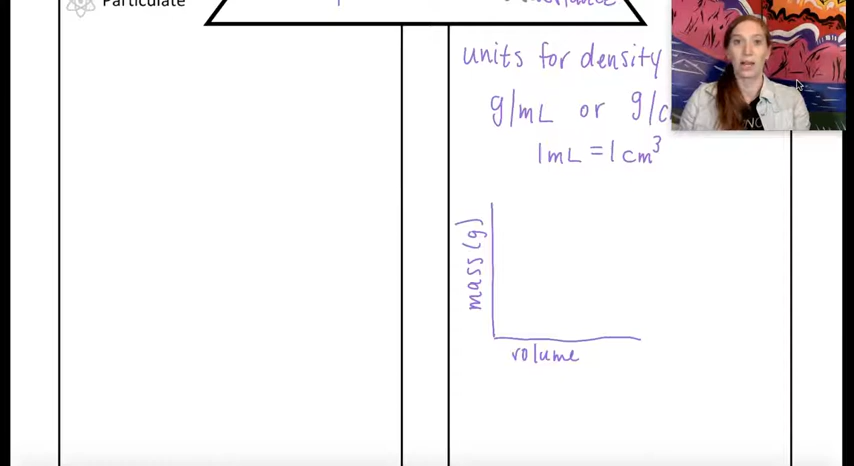 Particulate
units for density
g/mL or g/c
1mL = 1cm³
mass (g)
volume